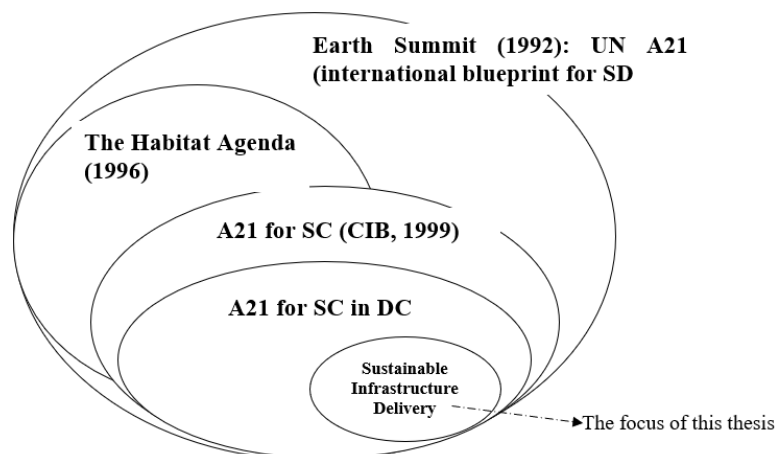 Earth Summit (1992): UN A21
(international blueprint for SD
The Habitat Agenda
(1996)
A21 for SC (CIB, 1999)
A21 for SC in DC
Sustainable
Infrastructure
Delivery
The focus of this thesis